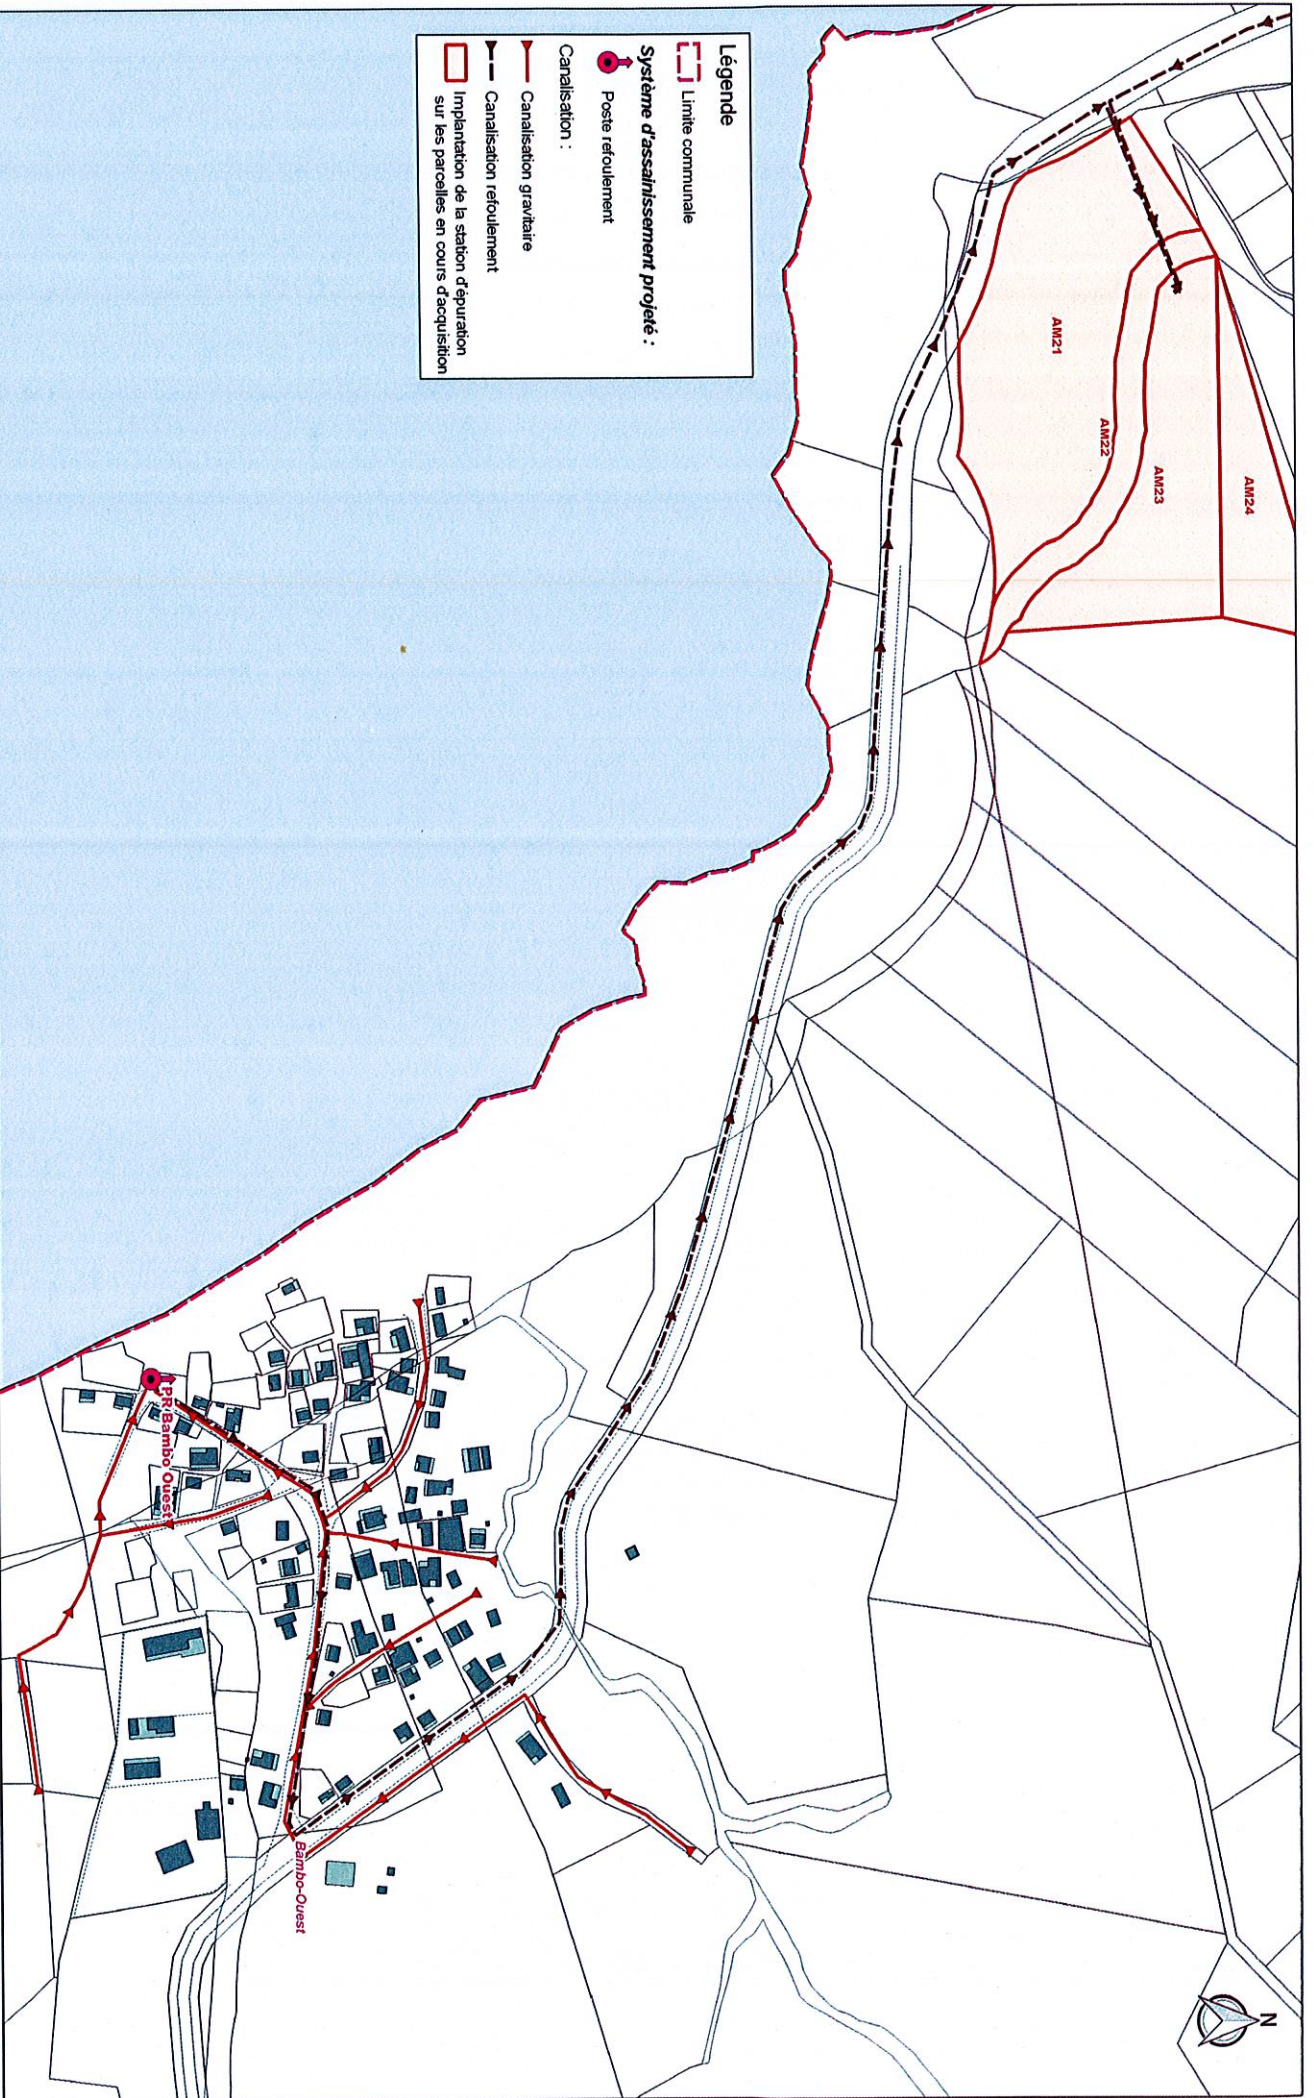 Légende
Limite communale
Système d'assainissement projeté :
Poste refoulement
Canalisation :
Canalisation gravitaire
Canalisation refoulement
Implantation de la station d'épuration
sur les parcelles en cours d'acquisition
AM21
AM22
AM23
AM24
PR Bambo Ouest
Bambo-Ouest
N